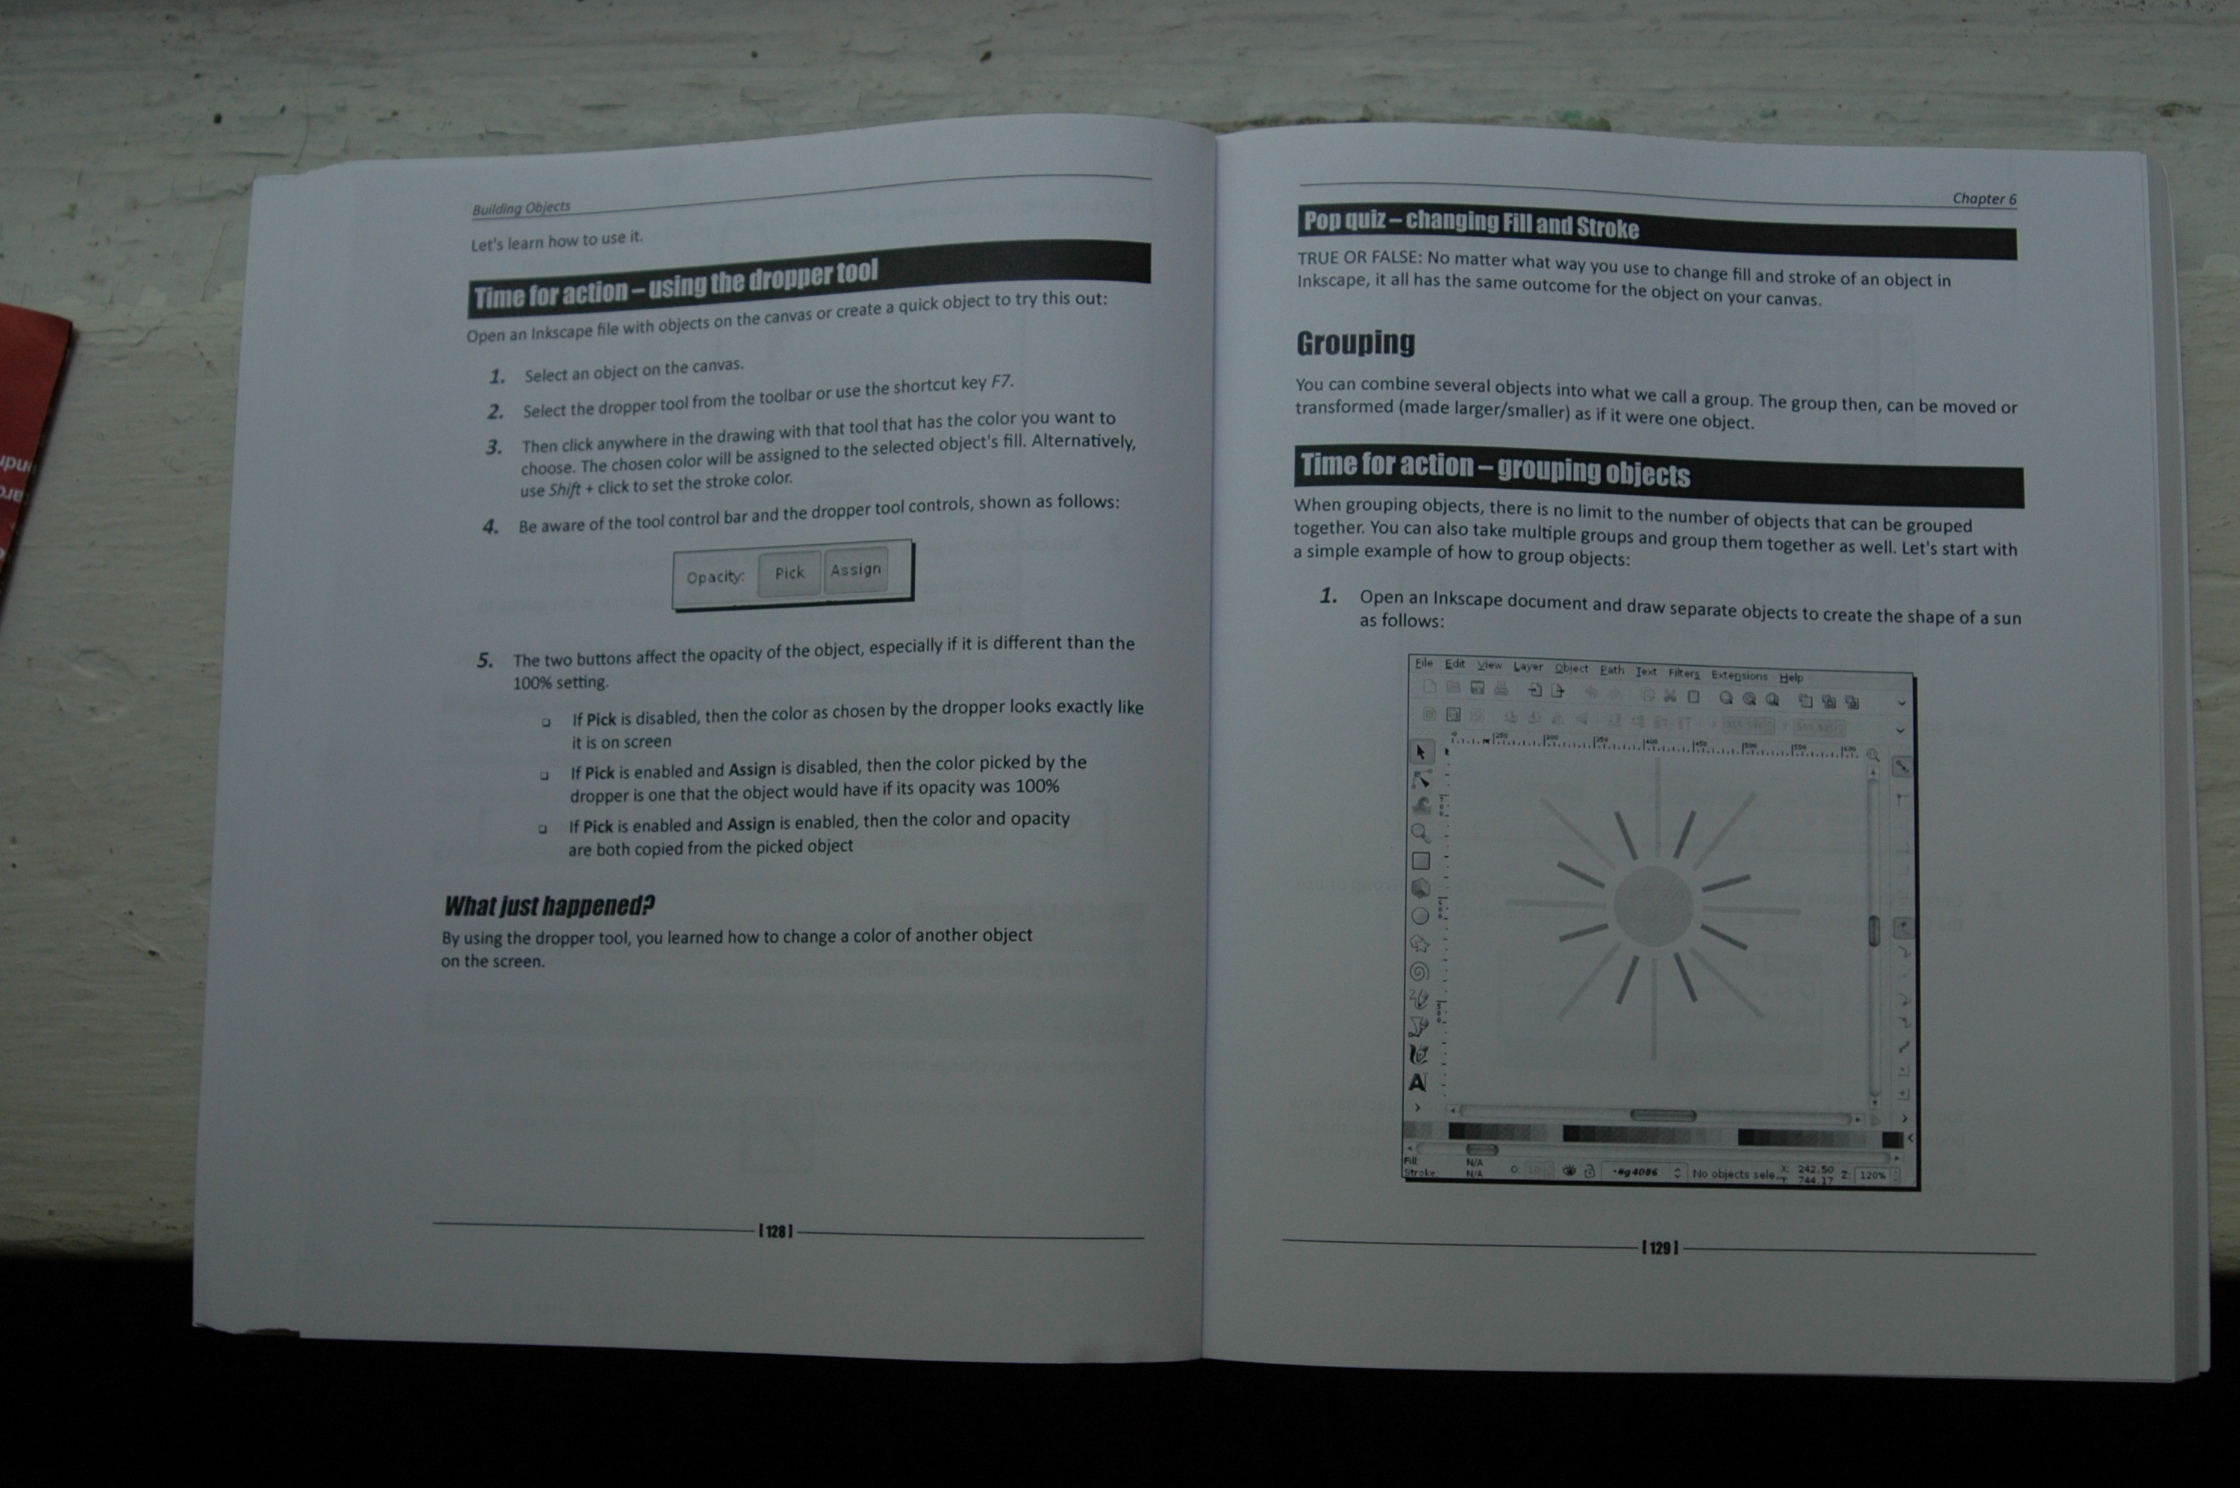 Building Objects
Let's learn how to use it.
Time for action – using the dropper tool
Open an Inkscape file with objects on the canvas or create a quick object to try this out:
1. Select an object on the canvas.
2. Select the dropper tool from the toolbar or use the shortcut key F7.
3. Then click anywhere in the drawing with that tool that has the color you want to
choose. The chosen color will be assigned to the selected object's fill. Alternatively,
use Shift + click to set the stroke color.
4. Be aware of the tool control bar and the dropper tool controls, shown as follows:
Opacity: Pick Assign
5. The two buttons affect the opacity of the object, especially if it is different than the
100% setting.
❑ If Pick is disabled, then the color as chosen by the dropper looks exactly like
it is on screen
❑ If Pick is enabled and Assign is disabled, then the color picked by the
dropper is one that the object would have if its opacity was 100%
❑ If Pick is enabled and Assign is enabled, then the color and opacity
are both copied from the picked object
What just happened?
By using the dropper tool, you learned how to change a color of another object
on the screen.
[ 128 ]
Chapter 6
Pop quiz – changing Fill and Stroke
TRUE OR FALSE: No matter what way you use to change fill and stroke of an object in
Inkscape, it all has the same outcome for the object on your canvas.
Grouping
You can combine several objects into what we call a group. The group then, can be moved or
transformed (made larger/smaller) as if it were one object.
Time for action – grouping objects
When grouping objects, there is no limit to the number of objects that can be grouped
together. You can also take multiple groups and group them together as well. Let's start with
a simple example of how to group objects:
1. Open an Inkscape document and draw separate objects to create the shape of a sun
as follows:
File Edit View Layer Object Path Text Filters Extensions Help
Fill: N/A
Stroke: N/A
O:
No objects sele
X: 242.50
Y: 744.17
Z: 120%
[ 129 ]